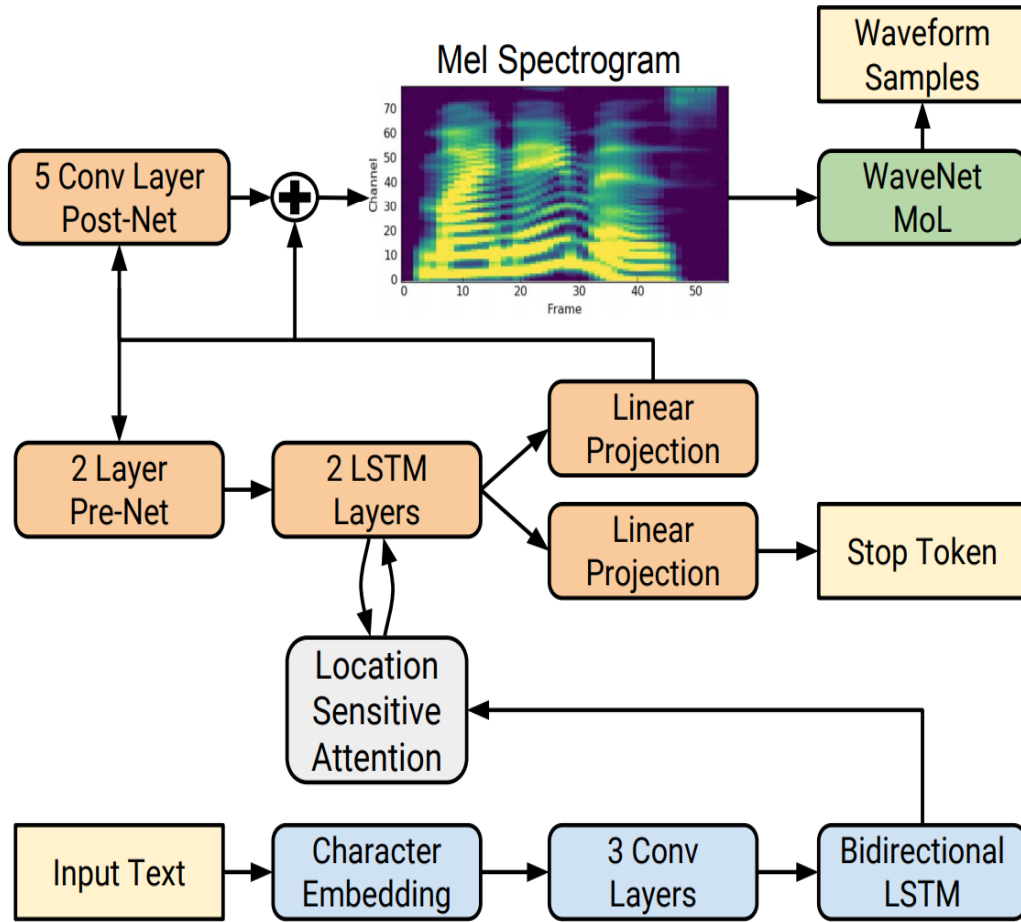 Waveform
Samples
Mel Spectrogram
70
60
50
40
30
20
10
0
Channel
0 10 20 30 40 50
Frame
5 Conv Layer
Post-Net
WaveNet
MoL
Linear
Projection
2 Layer
Pre-Net
2 LSTM
Layers
Linear
Projection
Stop Token
Location
Sensitive
Attention
Input Text
Character
Embedding
3 Conv
Layers
Bidirectional
LSTM